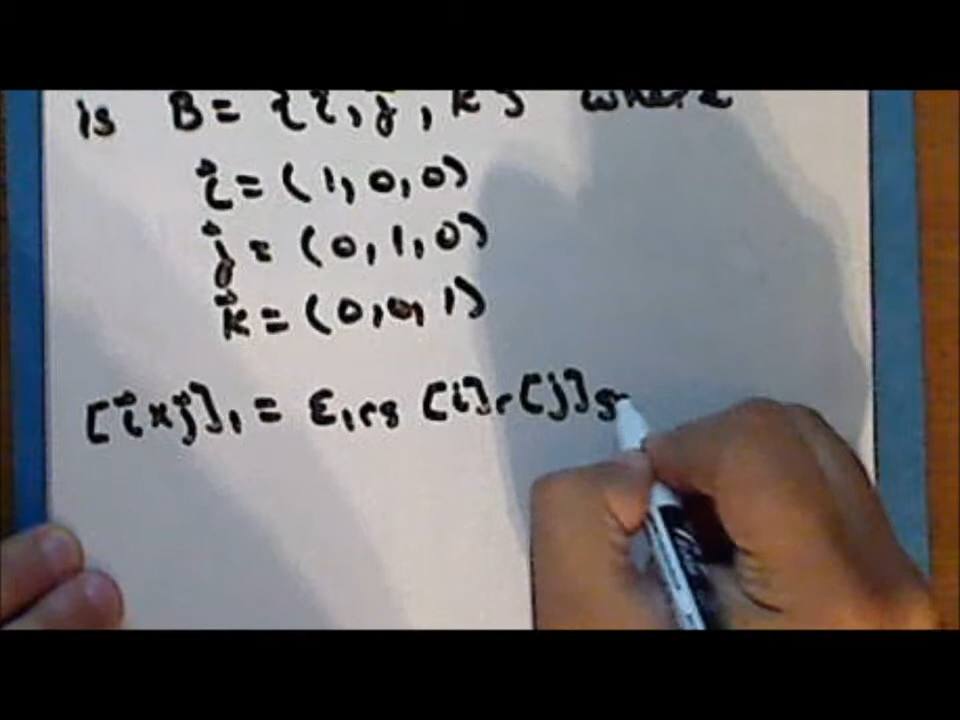 is B = {i⃗, j⃗, k⃗} where
i⃗ = (1, 0, 0)
j⃗ = (0, 1, 0)
k⃗ = (0, 0, 1)
[i⃗ × j⃗]₁ = ε₁rs [i]r [j]s